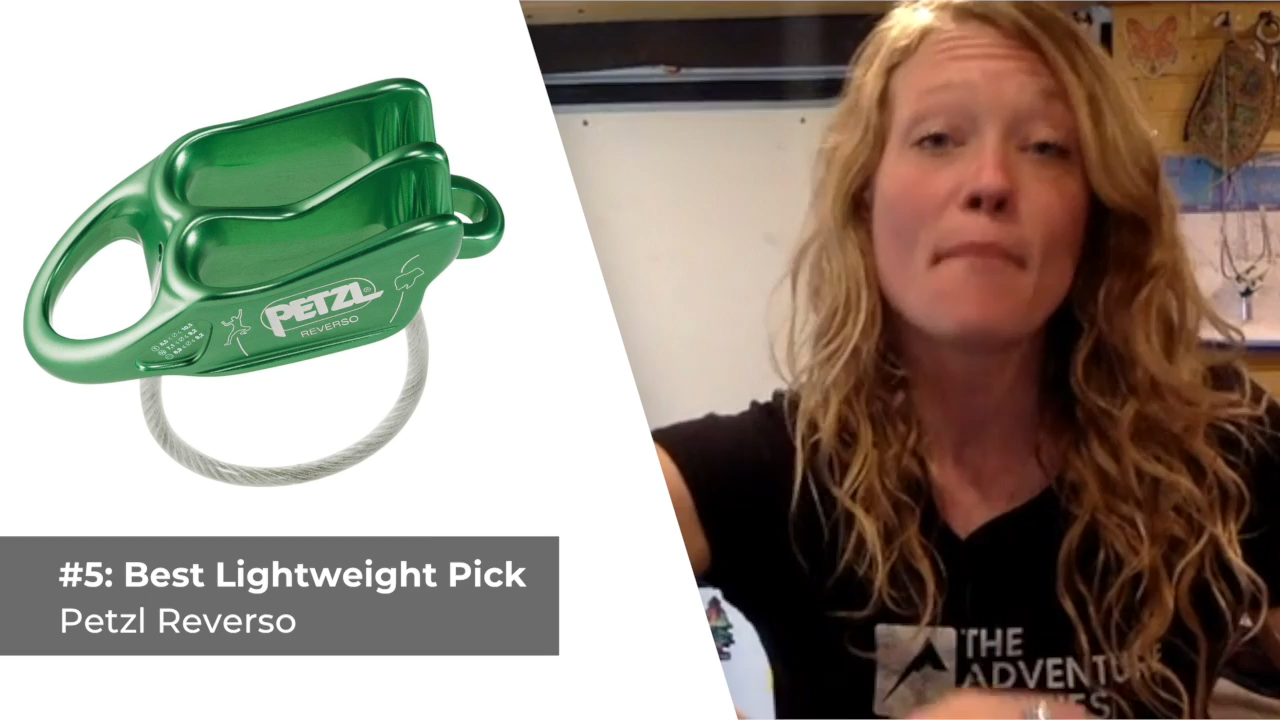 PETZL
REVERSO
#5: Best Lightweight Pick
Petzl Reverso
THE
ADVENTURE